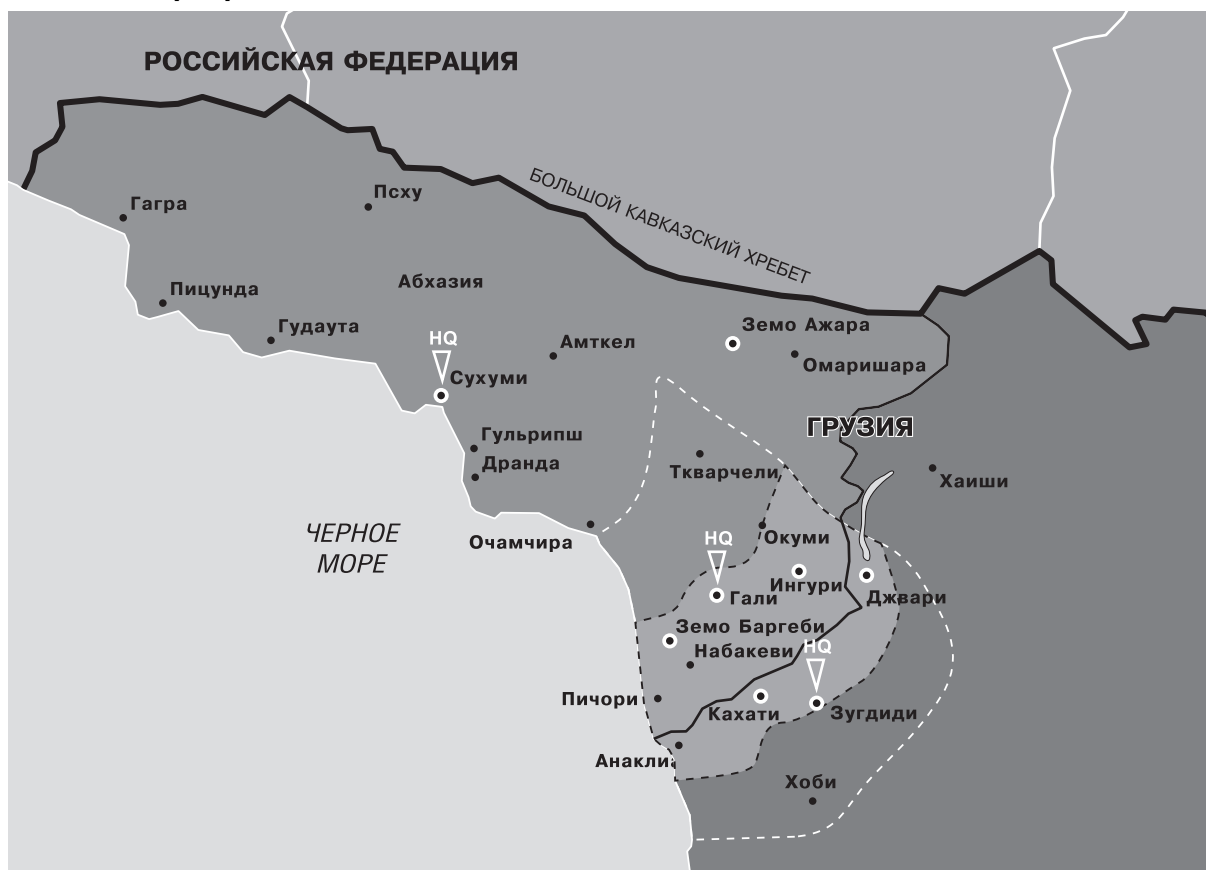 РОССИЙСКАЯ ФЕДЕРАЦИЯ
БОЛЬШОЙ КАВКАЗСКИЙ ХРЕБЕТ
Псху
Гагра
Абхазия
Пицунда
Гудаута
HQ
Сухуми
Амткел
Земо Ажара
Омаришара
ГРУЗИЯ
Гульрипш
Дранда
Ткварчели
Хаиши
ЧЕРНОЕ
МОРЕ
Очамчира
HQ
Окуми
Ингури
Гали
Джвари
Земо Баргеби
Набакеви
HQ
Пичори
Кахати
Зугдиди
Анакли
Хоби